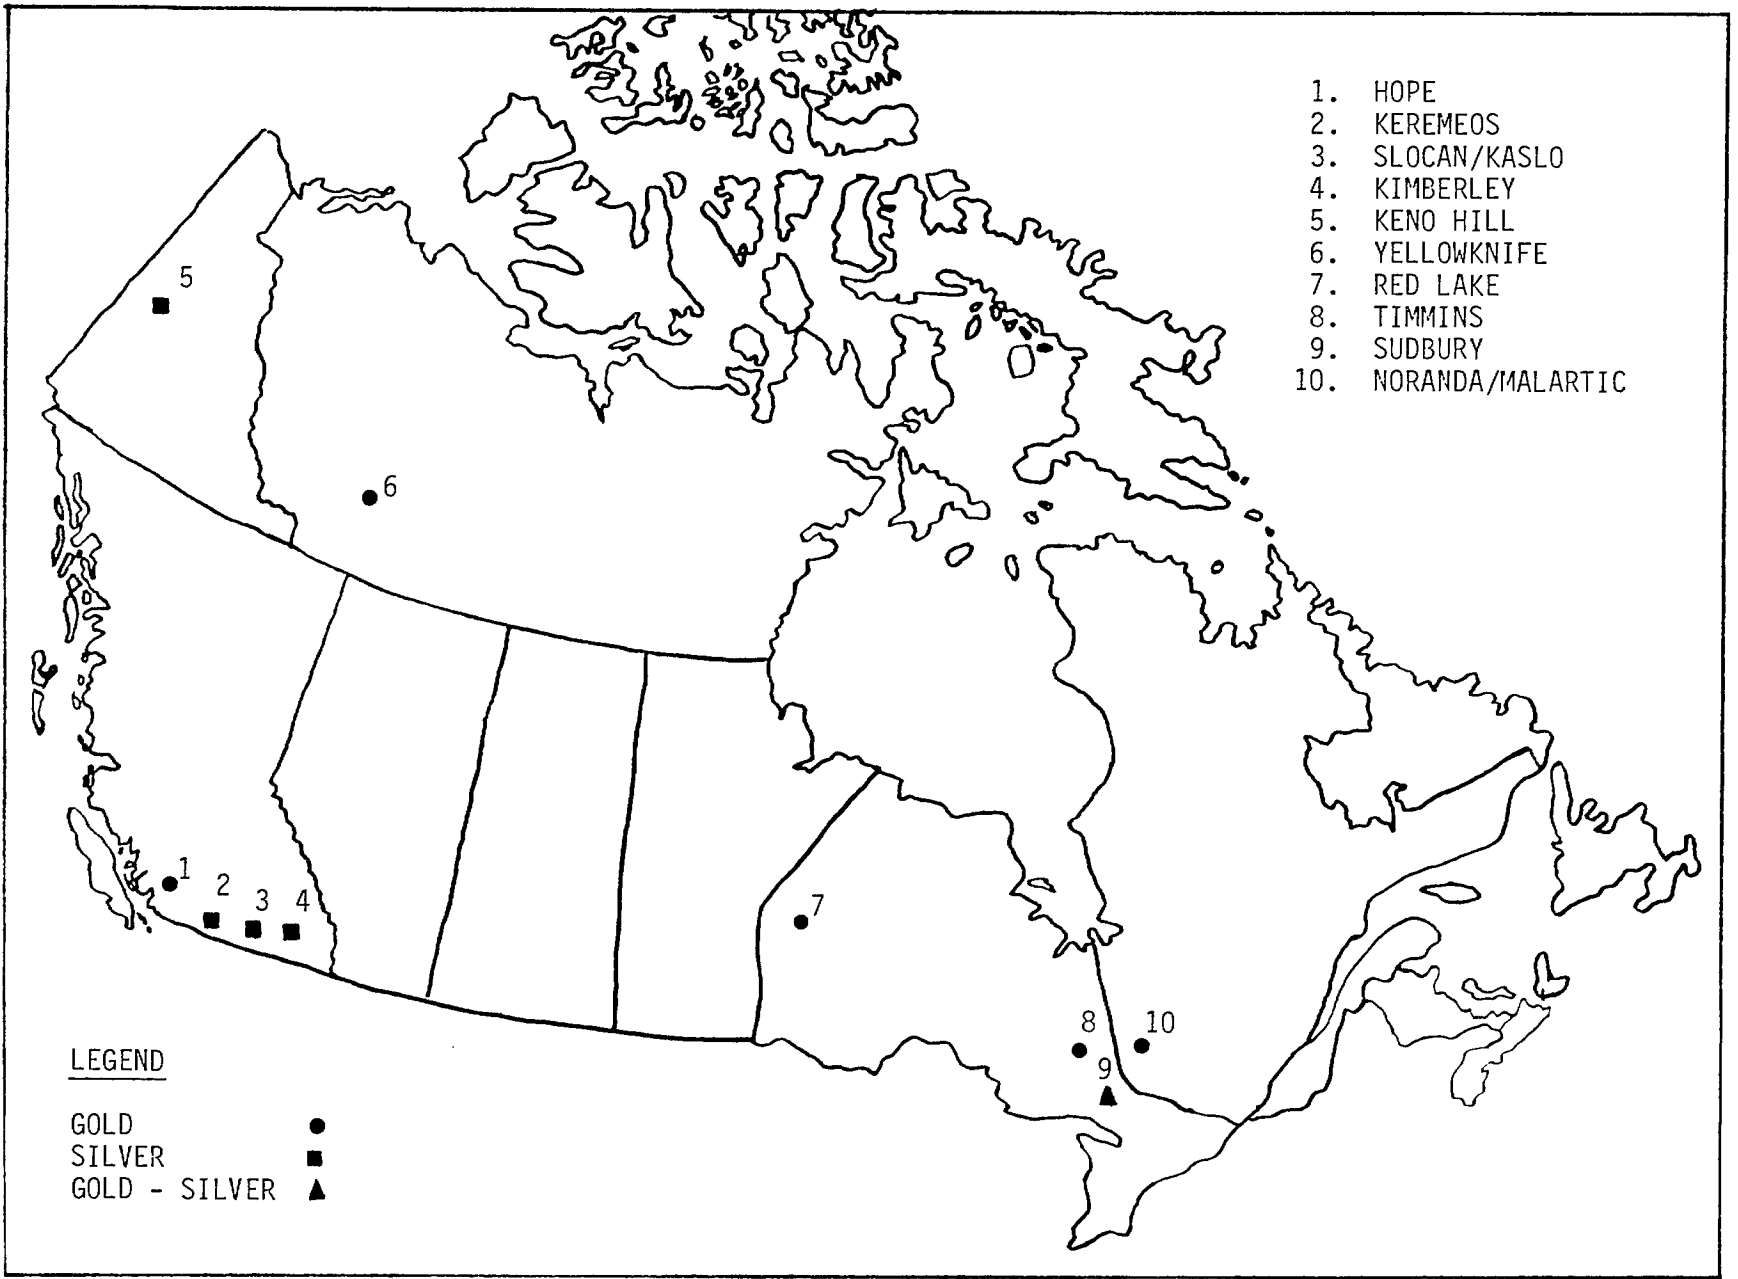 1. HOPE
2. KEREMEOS
3. SLOCAN/KASLO
4. KIMBERLEY
5. KENO HILL
6. YELLOWKNIFE
7. RED LAKE
8. TIMMINS
9. SUDBURY
10. NORANDA/MALARTIC
5
6
1
2
3
4
7
8
10
9
LEGEND
GOLD
SILVER
GOLD - SILVER